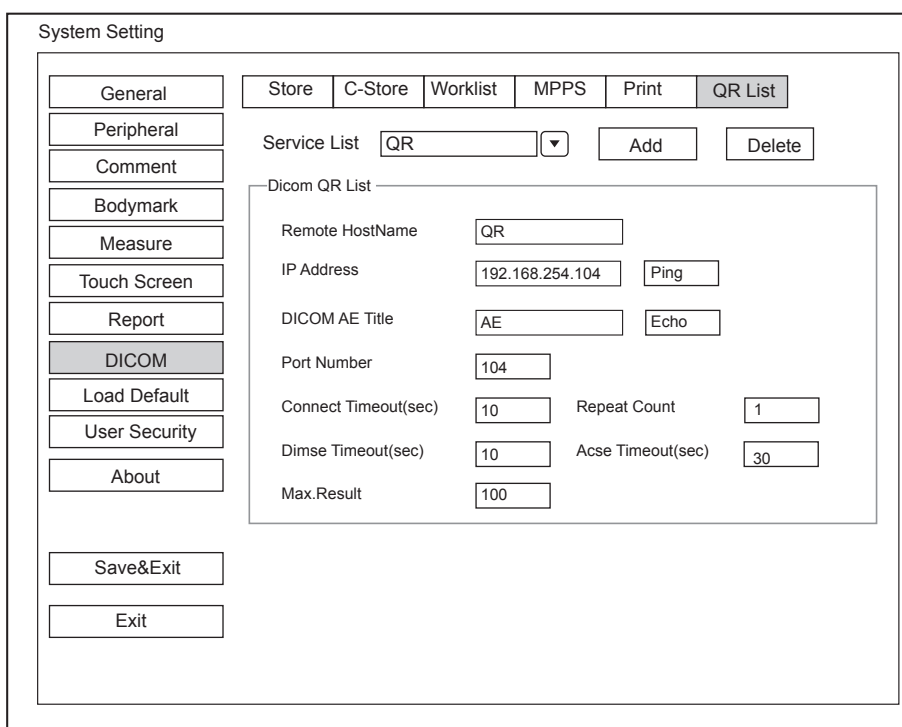 System Setting
General
Peripheral
Comment
Bodymark
Measure
Touch Screen
Report
DICOM
Load Default
User Security
About
Save&Exit
Exit
Store C-Store Worklist MPPS Print QR List
Service List QR Add Delete
Dicom QR List
Remote HostName QR
IP Address 192.168.254.104 Ping
DICOM AE Title AE Echo
Port Number 104
Connect Timeout(sec) 10 Repeat Count 1
Dimse Timeout(sec) 10 Acse Timeout(sec) 30
Max.Result 100